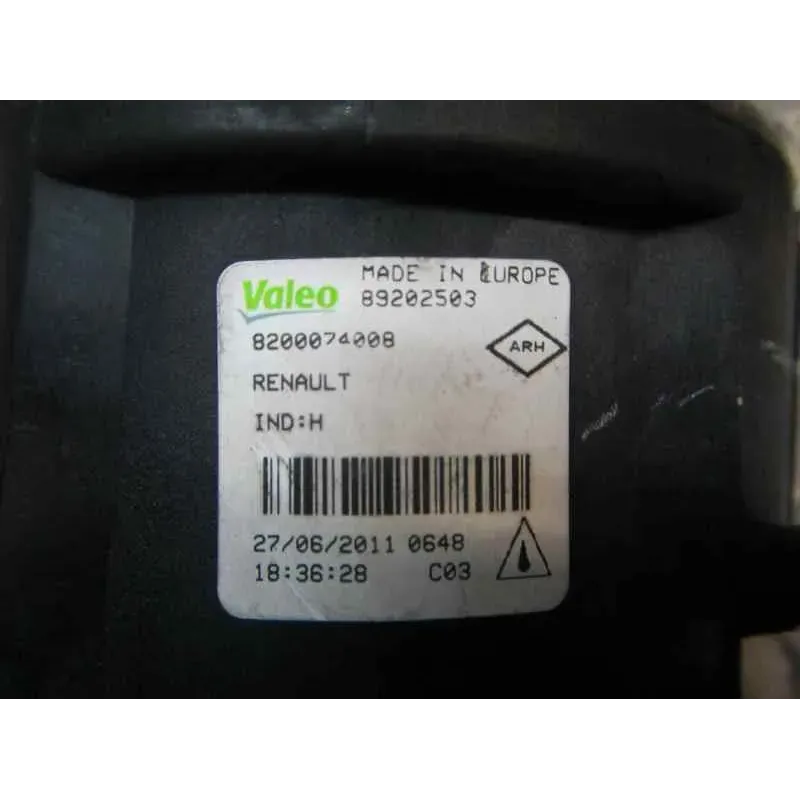 Valeo MADE IN EUROPE
89202503
8200074008
ARH
RENAULT
IND:H
27/06/2011 0648
18:36:28 C03